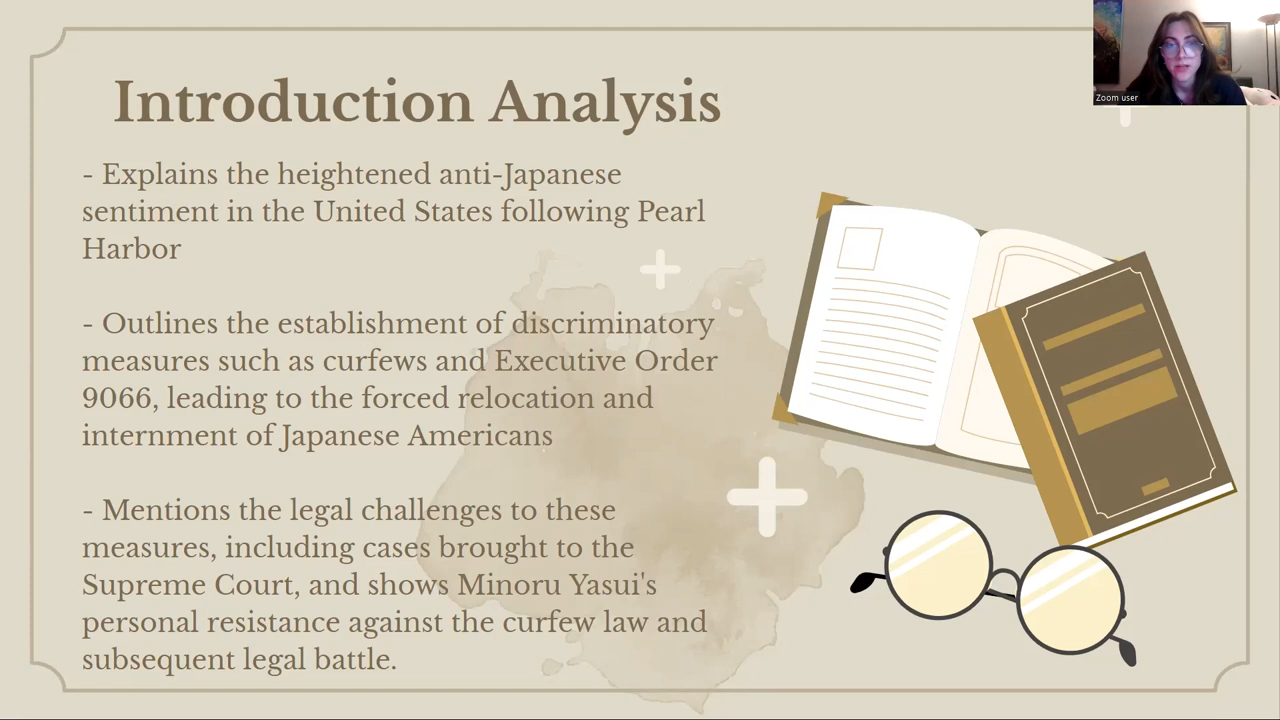 Introduction Analysis
- Explains the heightened anti-Japanese
sentiment in the United States following Pearl
Harbor
- Outlines the establishment of discriminatory
measures such as curfews and Executive Order
9066, leading to the forced relocation and
internment of Japanese Americans
- Mentions the legal challenges to these
measures, including cases brought to the
Supreme Court, and shows Minoru Yasui's
personal resistance against the curfew law and
subsequent legal battle.
Zoom user